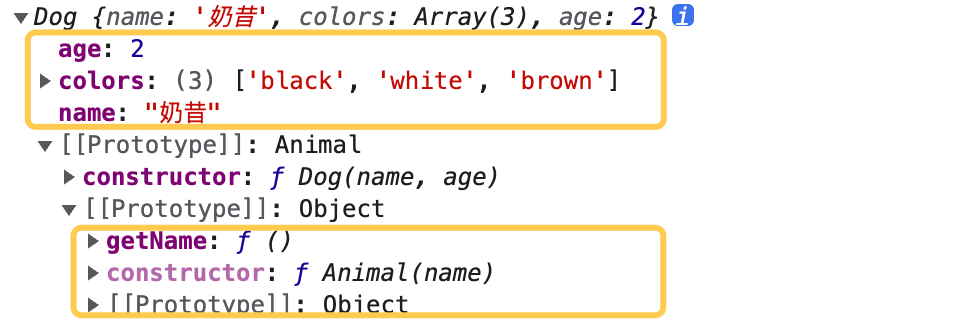 ▼Dog {name: '奶昔', colors: Array(3), age: 2} i
age: 2
▶colors: (3) ['black', 'white', 'brown']
name: "奶昔"
▼[[Prototype]]: Animal
▶constructor: ƒ Dog(name, age)
▼[[Prototype]]: Object
▶getName: ƒ ()
▶constructor: ƒ Animal(name)
▶[[Prototype]]: Object